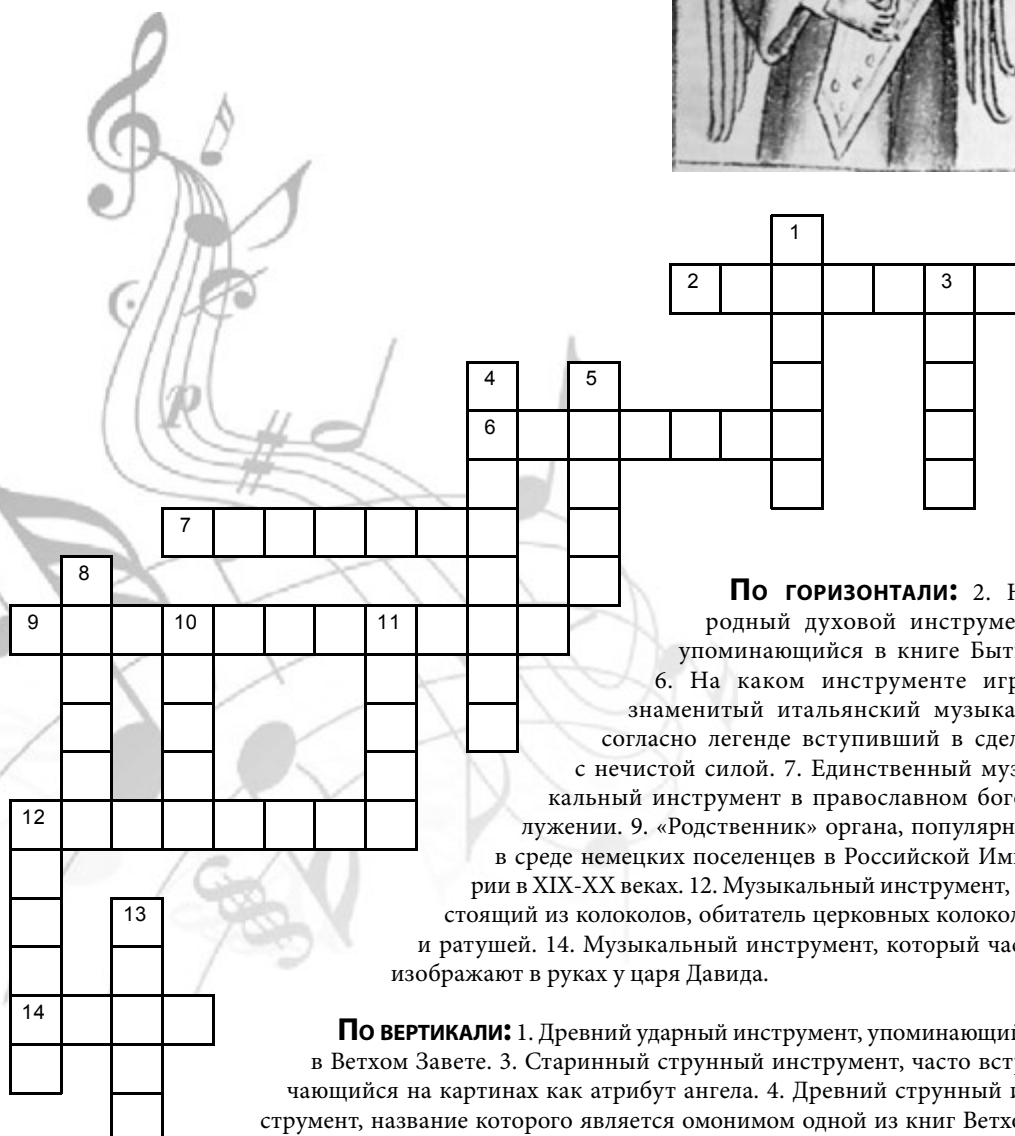 1
2 3
4 5
6
7
8
9 10 11
12
13
14
По горизонтали: 2. Н
родный духовой инструме
упоминающийся в книге Быт
6. На каком инструменте игр
знаменитый итальянский музыка
согласно легенде вступивший в сдел
с нечистой силой. 7. Единственный муз
кальный инструмент в православном бог
лужении. 9. «Родственник» органа, популярн
в среде немецких поселенцев в Российской Им
рии в XIX-XX веках. 12. Музыкальный инструмент,
стоящий из колоколов, обитатель церковных колокол
и ратушей. 14. Музыкальный инструмент, который час
изображают в руках у царя Давида.
По вертикали: 1. Древний ударный инструмент, упоминающий
в Ветхом Завете. 3. Старинный струнный инструмент, часто встр
чающийся на картинах как атрибут ангела. 4. Древний струнный и
струмент, название которого является омонимом одной из книг Ветхо